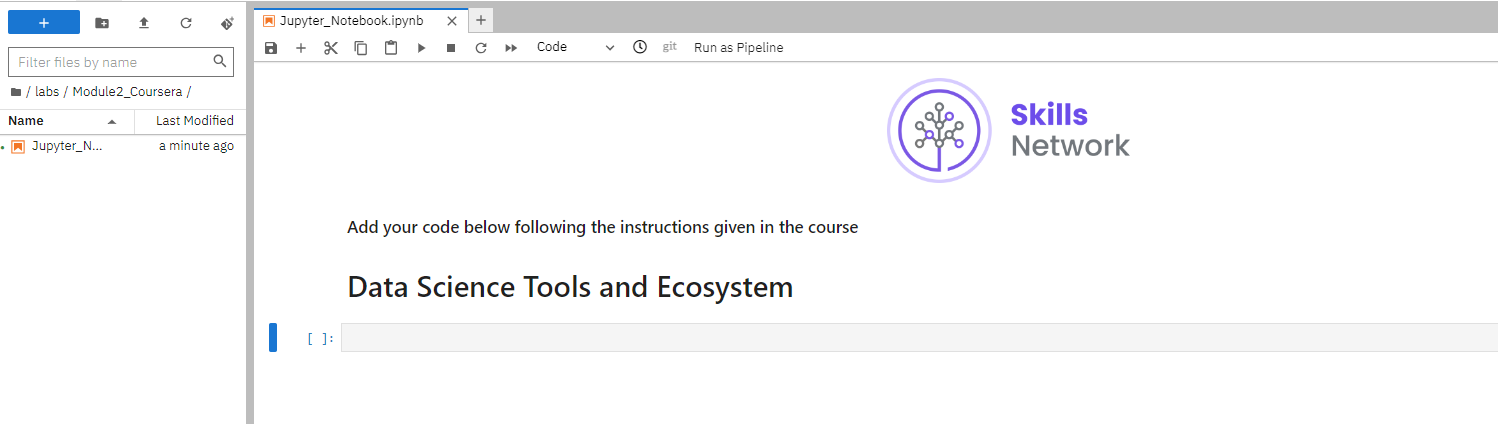 Jupyter_Notebook.ipynb
Code
git
Run as Pipeline
Filter files by name
/ labs / Module2_Coursera /
Name
Last Modified
Jupyter_N...
a minute ago
Skills
Network
Add your code below following the instructions given in the course
Data Science Tools and Ecosystem
[ ]: